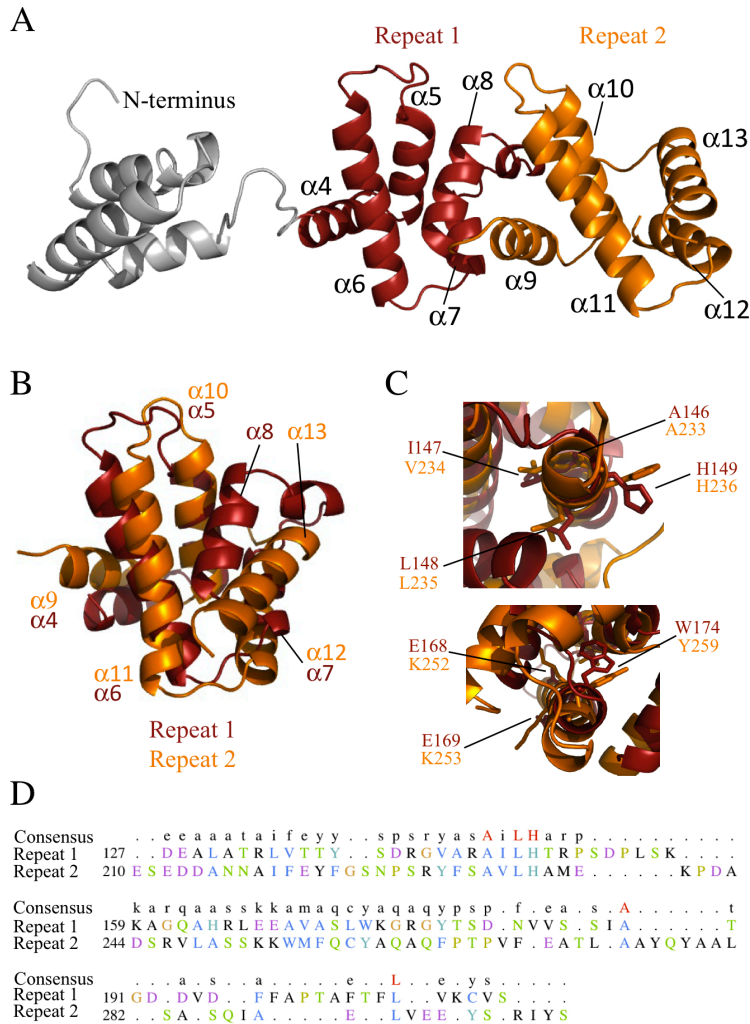 A
Repeat 1 Repeat 2
N-terminus
α4
α5
α8
α10
α13
α6
α7
α9
α11
α12
B
α10
α5
α8 α13
α9
α4
α11
α6
α12
α7
Repeat 1
Repeat 2
C
A146
A233
I147
V234
H149
H236
L148
L235
W174
Y259
E168
K252
E169
K253
D
Consensus . . e e a a a t a i f e y y . . s p s r y a s A i L H a r p . . . . . . . . . .
Repeat 1 127 . . D E A L A T R L V T T Y . S D R G V A R A I L H T R P S D P L S K . . . .
Repeat 2 210 E S E D D A N N A I F E Y F G S N P S R Y F S A V L H A M E . . . . . . K P D A
Consensus k a r q a a s s k k a m a q c y a q a q y p s p . f . e a . s . A . . . . . . t
Repeat 1 159 K A G Q A H R L E E A V A S L W K G R G Y T S D . N V V S . S I A . . . . . . T
Repeat 2 244 D S R V L A S S K K W M F Q C Y A Q A Q F P T P V F . E A T L . A A Y Q Y A A L
Consensus . . . a . s . . a . . . . . e . . L . . e . y s . . . .
Repeat 1 191 G D . D V D . F F A P T A F T F L . . V K C V S . . . .
Repeat 2 282 . . S A . S Q I A . . . . . E . L V E E . Y S . R I Y S